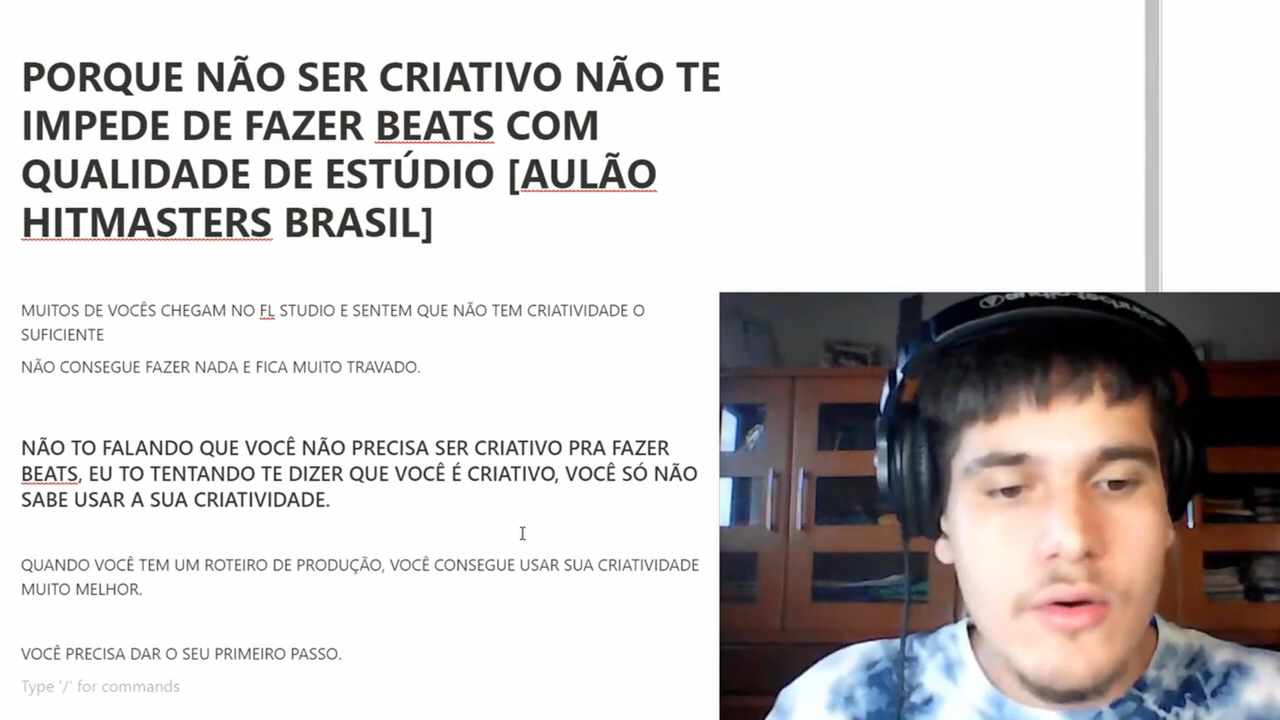 PORQUE NÃO SER CRIATIVO NÃO TE
IMPEDE DE FAZER BEATS COM
QUALIDADE DE ESTÚDIO [AULÃO
HITMASTERS BRASIL]
MUITOS DE VOCÊS CHEGAM NO FL STUDIO E SENTEM QUE NÃO TEM CRIATIVIDADE O
SUFICIENTE
NÃO CONSEGUE FAZER NADA E FICA MUITO TRAVADO.
NÃO TO FALANDO QUE VOCÊ NÃO PRECISA SER CRIATIVO PRA FAZER
BEATS, EU TO TENTANDO TE DIZER QUE VOCÊ É CRIATIVO, VOCÊ SÓ NÃO
SABE USAR A SUA CRIATIVIDADE.
QUANDO VOCÊ TEM UM ROTEIRO DE PRODUÇÃO, VOCÊ CONSEGUE USAR SUA CRIATIVIDADE
MUITO MELHOR.
VOCÊ PRECISA DAR O SEU PRIMEIRO PASSO.
Type '/' for commands